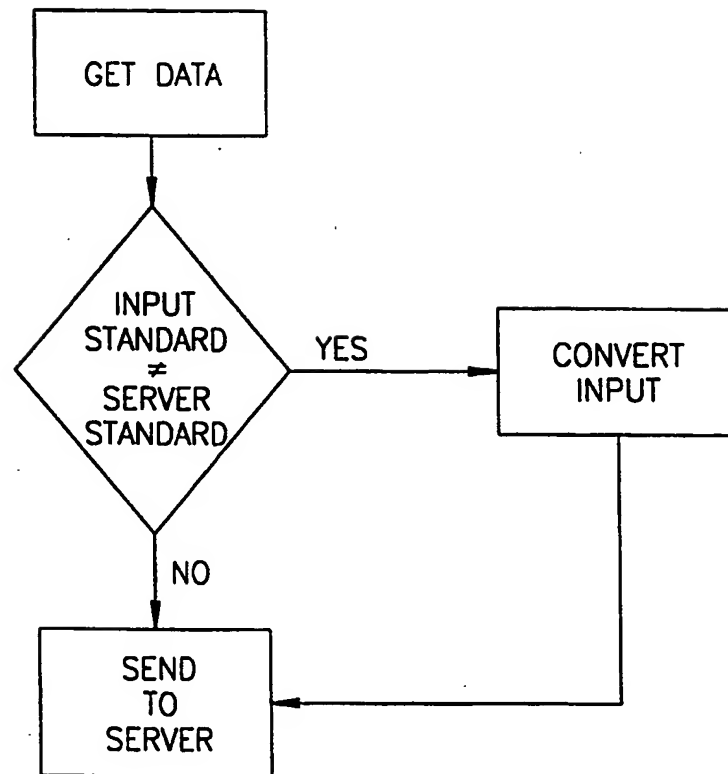 GET DATA
INPUT
STANDARD
≠
SERVER
STANDARD
YES
CONVERT
INPUT
NO
SEND
TO
SERVER